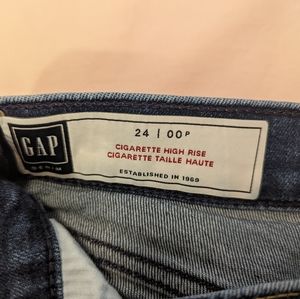 GAP
DENIM
24 | 00P
CIGARETTE HIGH RISE
CIGARETTE TAILLE HAUTE
ESTABLISHED IN 1969